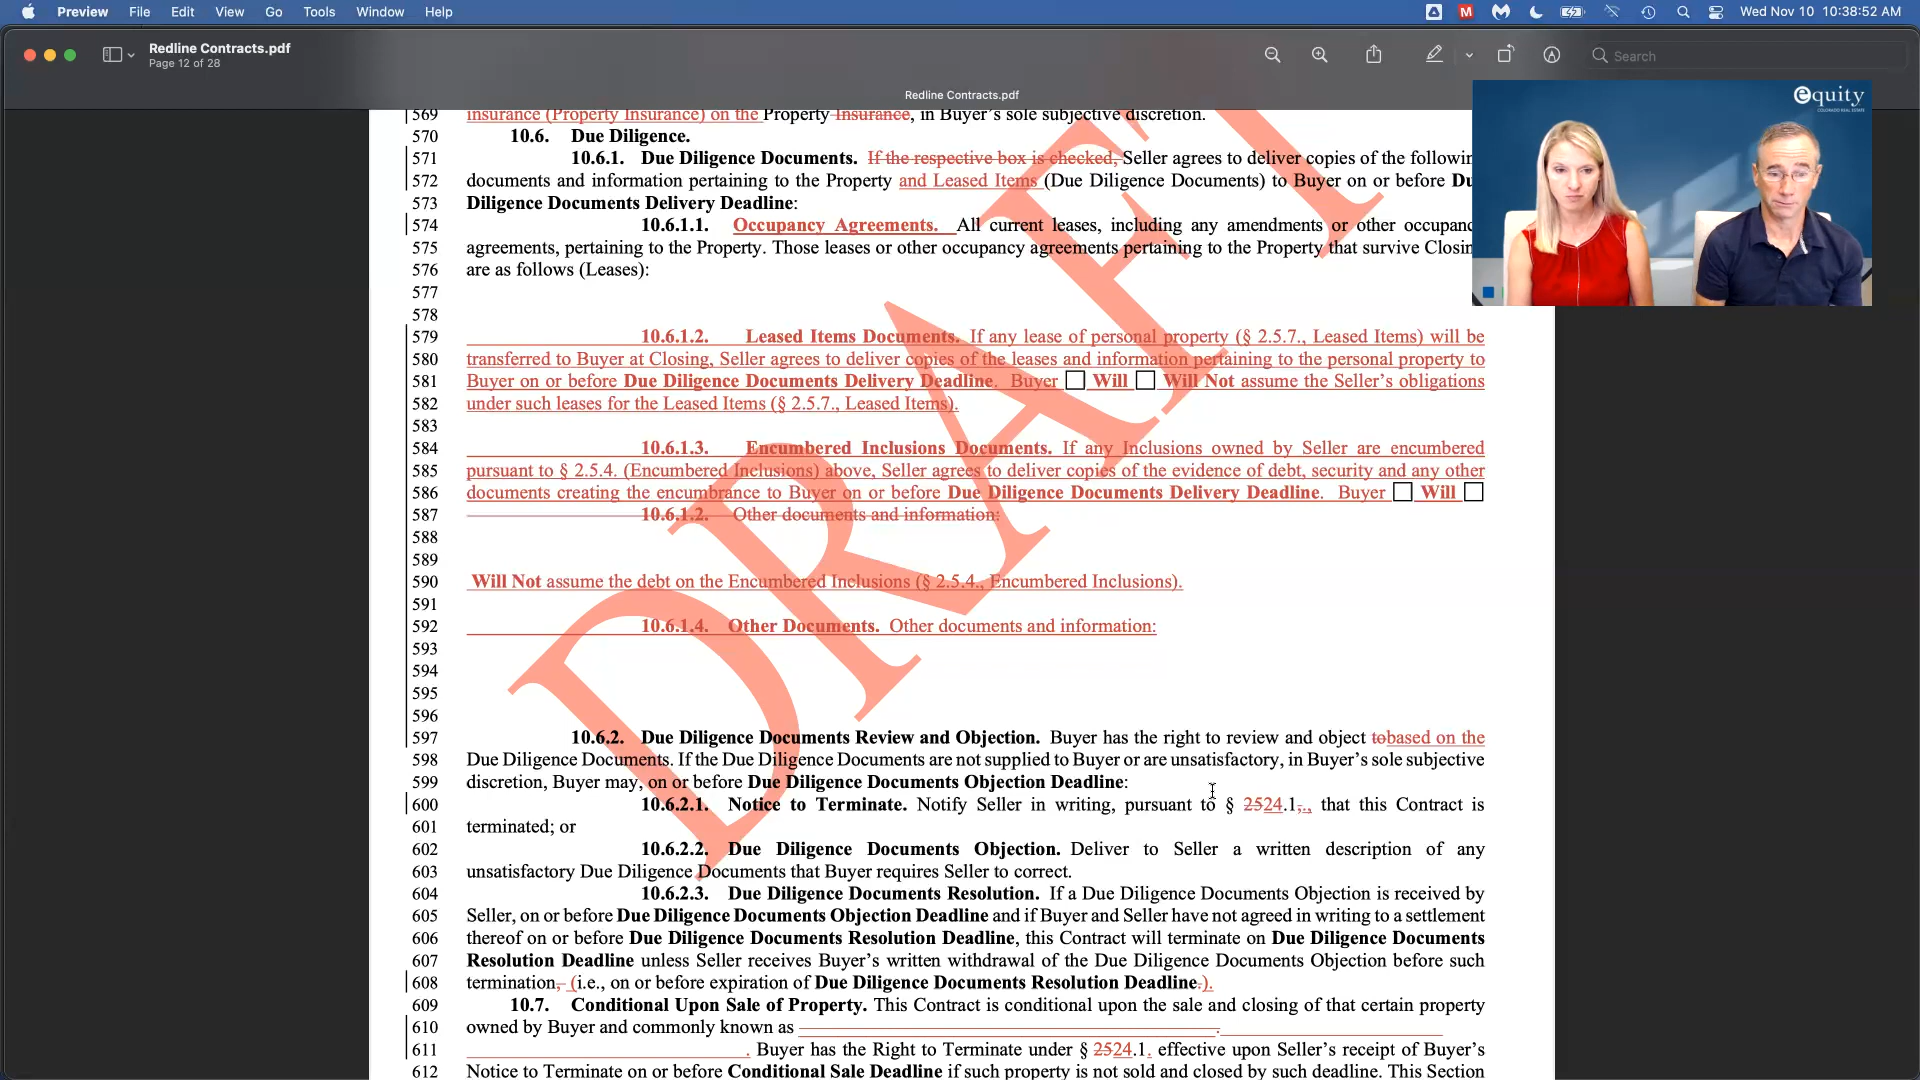 Preview File Edit View Go Tools Window Help
M
Wed Nov 10 10:38:52 AM
Redline Contracts.pdf
Page 12 of 28
Search
Redline Contracts.pdf
equity
COLORADO REAL ESTATE
569 insurance (Property Insurance) on the Property Insurance, in Buyer's sole subjective discretion.
570 10.6. Due Diligence.
571 10.6.1. Due Diligence Documents. If the respective box is checked, Seller agrees to deliver copies of the followin
572 documents and information pertaining to the Property and Leased Items (Due Diligence Documents) to Buyer on or before Du
573 Diligence Documents Delivery Deadline:
574 10.6.1.1. Occupancy Agreements. All current leases, including any amendments or other occupanc
575 agreements, pertaining to the Property. Those leases or other occupancy agreements pertaining to the Property that survive Closin
576 are as follows (Leases):
577
578
579 10.6.1.2. Leased Items Documents. If any lease of personal property (§ 2.5.7., Leased Items) will be
580 transferred to Buyer at Closing, Seller agrees to deliver copies of the leases and information pertaining to the personal property to
581 Buyer on or before Due Diligence Documents Delivery Deadline. Buyer ☐ Will ☐ Will Not assume the Seller's obligations
582 under such leases for the Leased Items (§ 2.5.7., Leased Items).
583
584 10.6.1.3. Encumbered Inclusions Documents. If any Inclusions owned by Seller are encumbered
585 pursuant to § 2.5.4. (Encumbered Inclusions) above, Seller agrees to deliver copies of the evidence of debt, security and any other
586 documents creating the encumbrance to Buyer on or before Due Diligence Documents Delivery Deadline. Buyer ☐ Will ☐
587 10.6.1.2. Other documents and information:
588
589
590 Will Not assume the debt on the Encumbered Inclusions (§ 2.5.4., Encumbered Inclusions).
591
592 10.6.1.4. Other Documents. Other documents and information:
593
594
595
596
597 10.6.2. Due Diligence Documents Review and Objection. Buyer has the right to review and object tobased on the
598 Due Diligence Documents. If the Due Diligence Documents are not supplied to Buyer or are unsatisfactory, in Buyer's sole subjective
599 discretion, Buyer may, on or before Due Diligence Documents Objection Deadline:
600 10.6.2.1. Notice to Terminate. Notify Seller in writing, pursuant to § 2524.1,., that this Contract is
601 terminated; or
602 10.6.2.2. Due Diligence Documents Objection. Deliver to Seller a written description of any
603 unsatisfactory Due Diligence Documents that Buyer requires Seller to correct.
604 10.6.2.3. Due Diligence Documents Resolution. If a Due Diligence Documents Objection is received by
605 Seller, on or before Due Diligence Documents Objection Deadline and if Buyer and Seller have not agreed in writing to a settlement
606 thereof on or before Due Diligence Documents Resolution Deadline, this Contract will terminate on Due Diligence Documents
607 Resolution Deadline unless Seller receives Buyer's written withdrawal of the Due Diligence Documents Objection before such
608 termination, (i.e., on or before expiration of Due Diligence Documents Resolution Deadline.).
609 10.7. Conditional Upon Sale of Property. This Contract is conditional upon the sale and closing of that certain property
610 owned by Buyer and commonly known as .
611 . Buyer has the Right to Terminate under § 2524.1. effective upon Seller's receipt of Buyer's
612 Notice to Terminate on or before Conditional Sale Deadline if such property is not sold and closed by such deadline. This Section
DRAFT